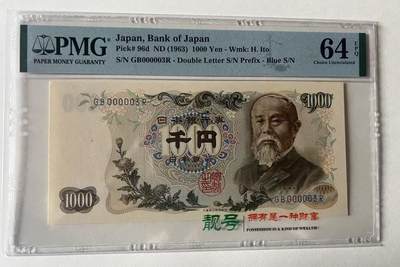 PMG
PAPER MONEY GUARANTY
Japan, Bank of Japan
Pick# 96d ND (1963) 1000 Yen - Wmk: H. Ito
S/N GB000003R - Double Letter S/N Prefix - Blue S/N
64 EPQ
Choice Uncirculated
GB000003R
1000
日本銀行券
千円
日本銀行
GB000003R
1000
靓号
拥有是一种财富
POSSESSION IS A KIND OF WEALTH